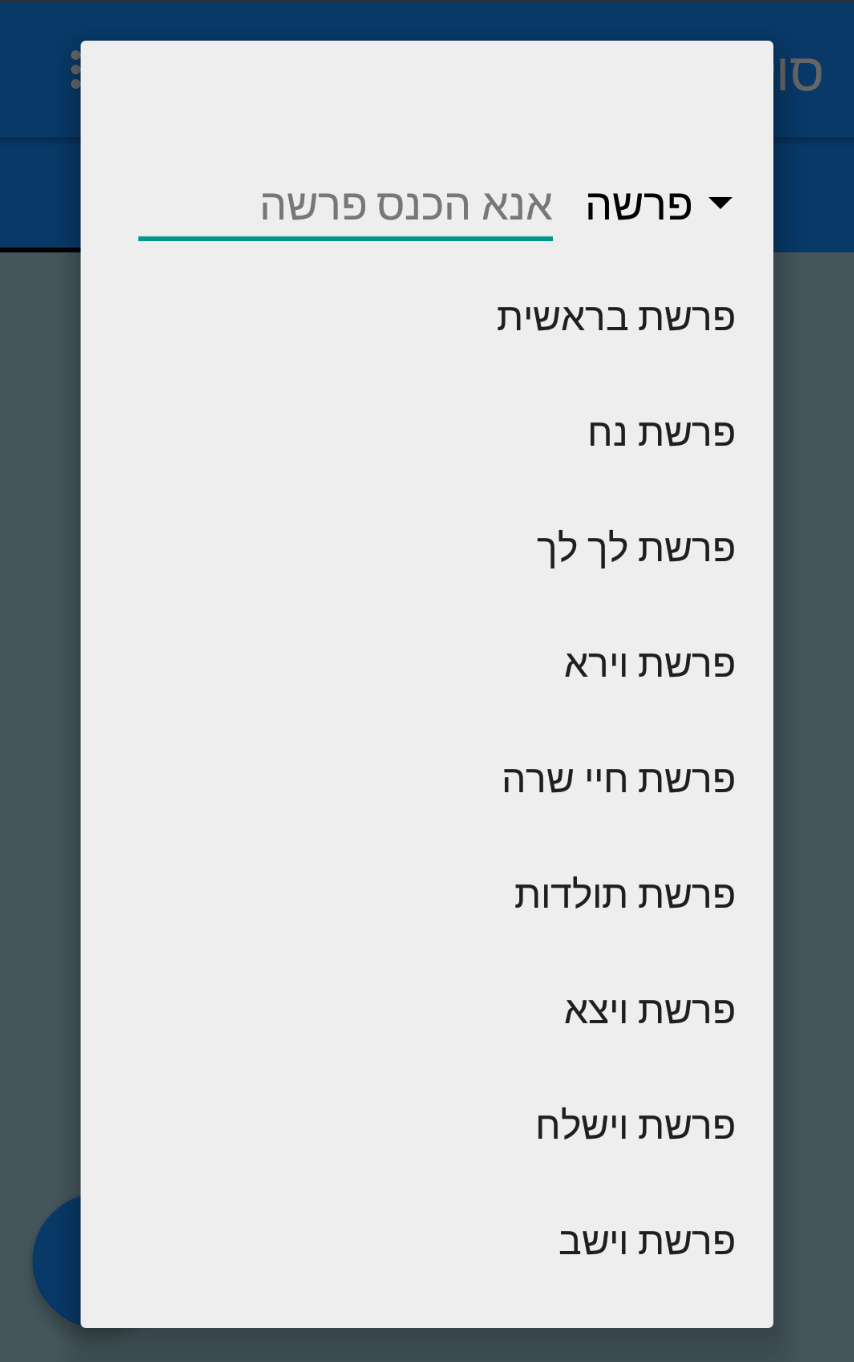 פרשה אנא הכנס פרשה
פרשת בראשית
פרשת נח
פרשת לך לך
פרשת וירא
פרשת חיי שרה
פרשת תולדות
פרשת ויצא
פרשת וישלח
פרשת וישב